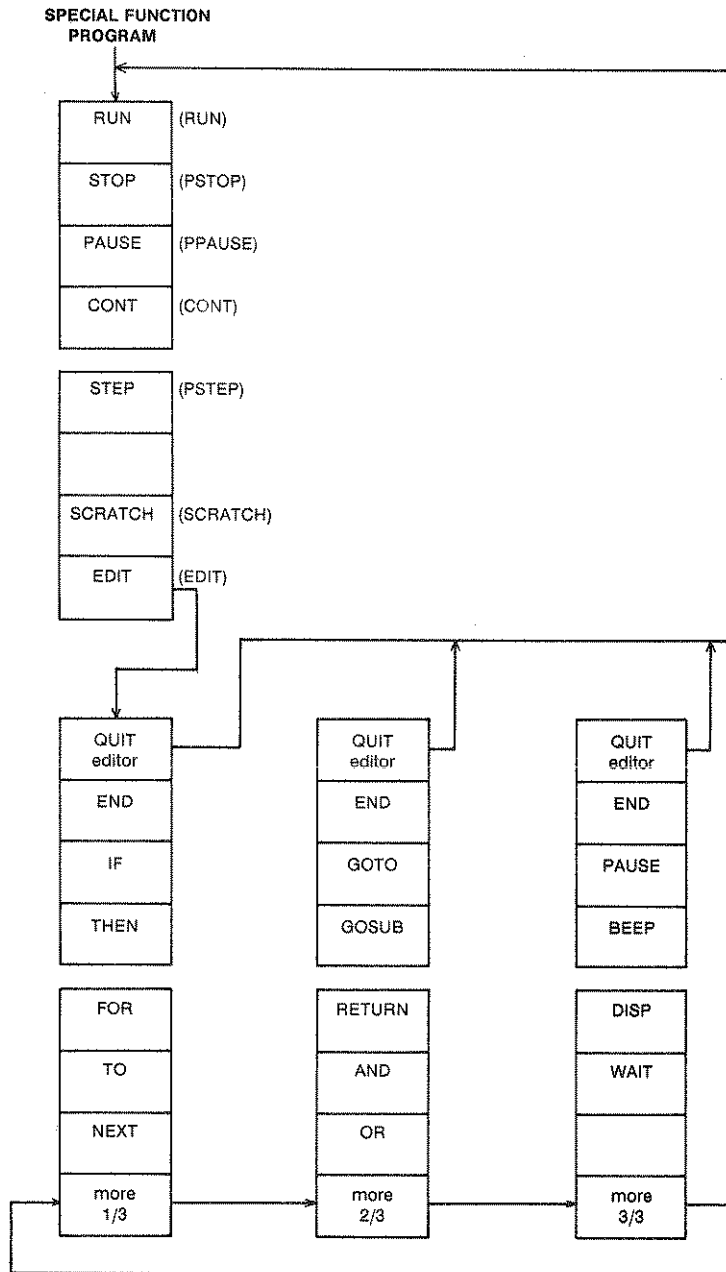 SPECIAL FUNCTION
PROGRAM
RUN (RUN)
STOP (PSTOP)
PAUSE (PPAUSE)
CONT (CONT)
STEP (PSTEP)
SCRATCH (SCRATCH)
EDIT (EDIT)
QUIT
editor
END
IF
THEN
FOR
TO
NEXT
more
1/3
QUIT
editor
END
GOTO
GOSUB
RETURN
AND
OR
more
2/3
QUIT
editor
END
PAUSE
BEEP
DISP
WAIT
more
3/3